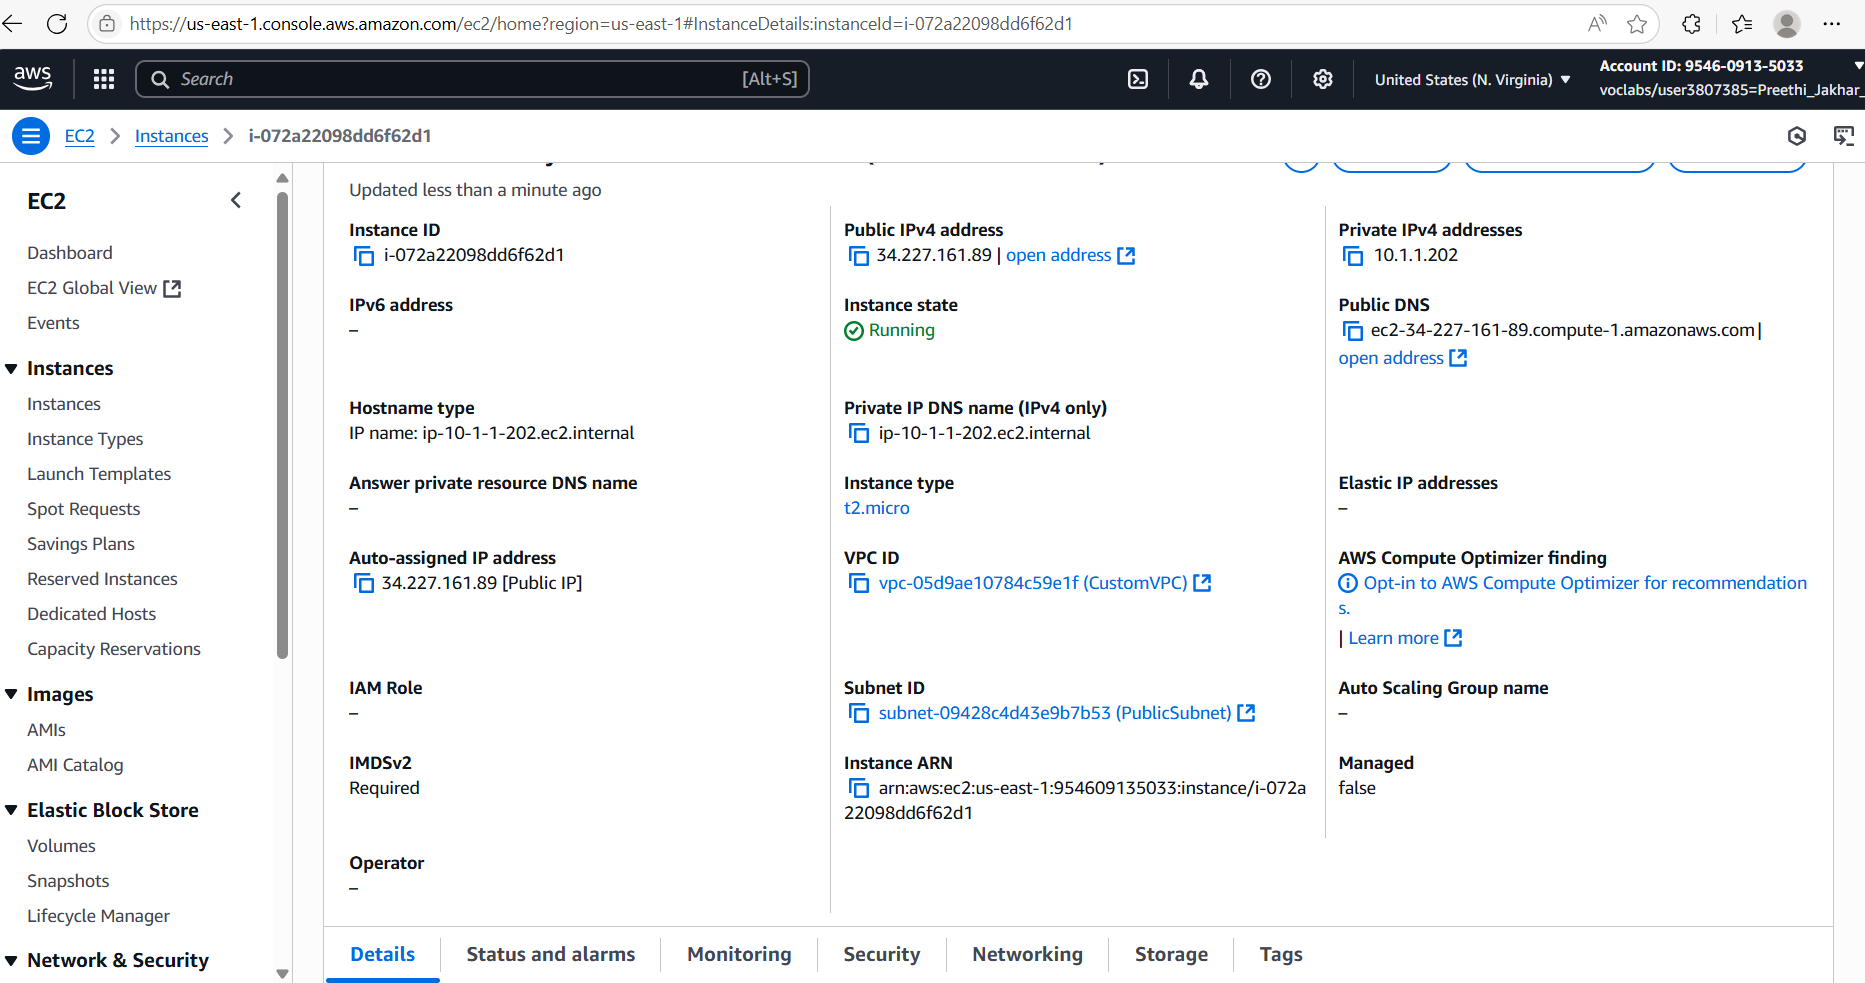 https://us-east-1.console.aws.amazon.com/ec2/home?region=us-east-1#InstanceDetails:instanceId=i-072a22098dd6f62d1
aws
Search
[Alt+S]
United States (N. Virginia)
Account ID: 9546-0913-5033
voclabs/user3807385=Preethi_Jakhar_
EC2
Instances
i-072a22098dd6f62d1
EC2
Dashboard
EC2 Global View
Events
Instances
Instances
Instance Types
Launch Templates
Spot Requests
Savings Plans
Reserved Instances
Dedicated Hosts
Capacity Reservations
Images
AMIs
AMI Catalog
Elastic Block Store
Volumes
Snapshots
Lifecycle Manager
Network & Security
Updated less than a minute ago
Instance ID
i-072a22098dd6f62d1
Public IPv4 address
34.227.161.89 | open address
Private IPv4 addresses
10.1.1.202
IPv6 address
–
Instance state
Running
Public DNS
ec2-34-227-161-89.compute-1.amazonaws.com |
open address
Hostname type
IP name: ip-10-1-1-202.ec2.internal
Private IP DNS name (IPv4 only)
ip-10-1-1-202.ec2.internal
Answer private resource DNS name
–
Instance type
t2.micro
Elastic IP addresses
–
Auto-assigned IP address
34.227.161.89 [Public IP]
VPC ID
vpc-05d9ae10784c59e1f (CustomVPC)
AWS Compute Optimizer finding
Opt-in to AWS Compute Optimizer for recommendation
s.
| Learn more
IAM Role
–
Subnet ID
subnet-09428c4d43e9b7b53 (PublicSubnet)
Auto Scaling Group name
–
IMDSv2
Required
Instance ARN
arn:aws:ec2:us-east-1:954609135033:instance/i-072a
22098dd6f62d1
Managed
false
Operator
–
Details
Status and alarms
Monitoring
Security
Networking
Storage
Tags